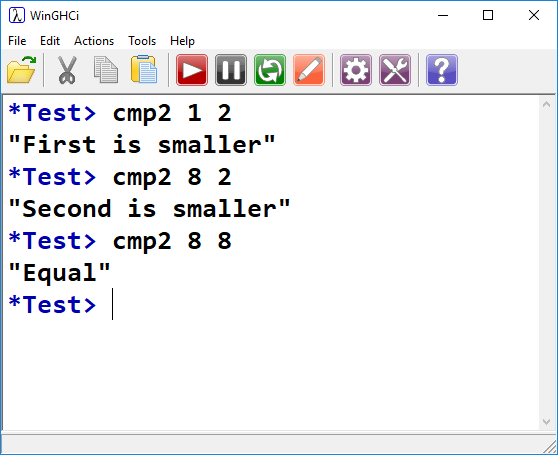 WinGHCi
File Edit Actions Tools Help
*Test> cmp2 1 2
"First is smaller"
*Test> cmp2 8 2
"Second is smaller"
*Test> cmp2 8 8
"Equal"
*Test>